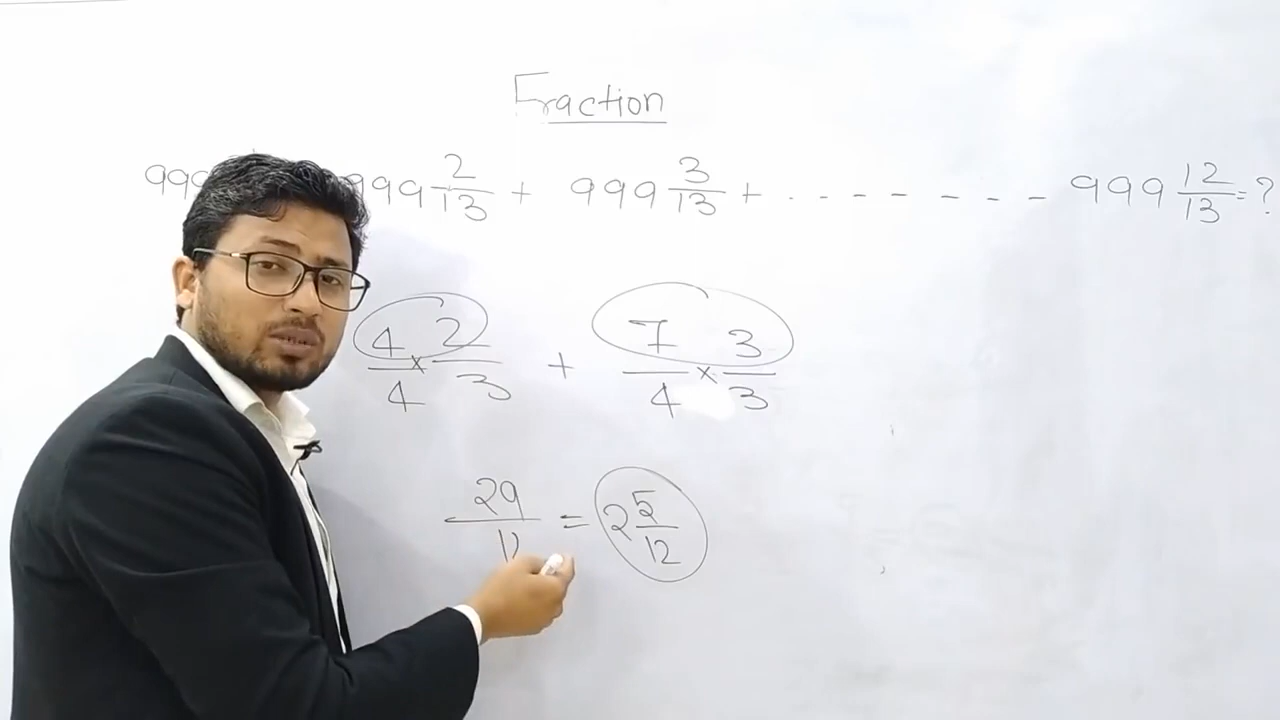 Fraction
999 999 2/13 + 999 3/13 + . - - - - - - - 999 12/13 = ?
4/4 × 2/3 + 7/4 × 3/3
29/12 = 2 5/12